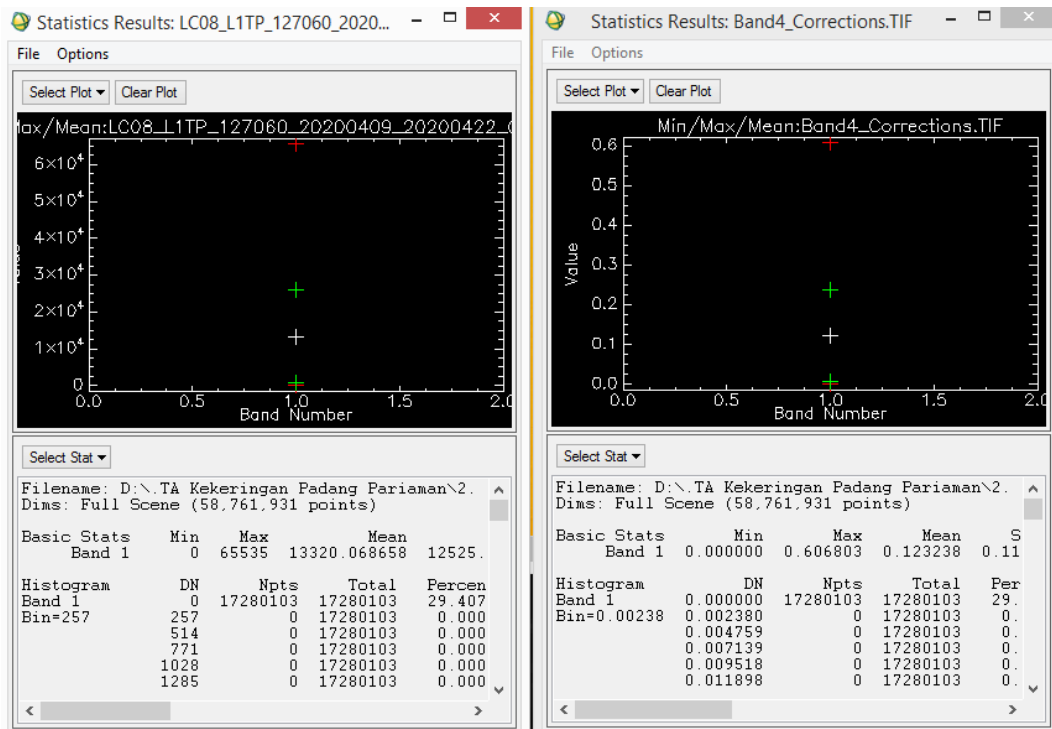 Statistics Results: LC08_L1TP_127060_2020...
File Options
Select Plot Clear Plot
Max/Mean:LC08_L1TP_127060_20200409_20200422_
6×10⁴
5×10⁴
4×10⁴
3×10⁴
2×10⁴
1×10⁴
0
0.0 0.5 1.0 1.5 2.0
Band Number
Select Stat
Filename: D:\.TA Kekeringan Padang Pariaman\2.
Dims: Full Scene (58,761,931 points)
Basic Stats Min Max Mean
Band 1 0 65535 13320.068658 12525.
Histogram DN Npts Total Percen
Band 1 0 17280103 17280103 29.407
Bin=257 257 0 17280103 0.000
514 0 17280103 0.000
771 0 17280103 0.000
1028 0 17280103 0.000
1285 0 17280103 0.000
Statistics Results: Band4_Corrections.TIF
File Options
Select Plot Clear Plot
Min/Max/Mean:Band4_Corrections.TIF
0.6
0.5
0.4
0.3
0.2
0.1
0.0
Value
0.0 0.5 1.0 1.5 2.0
Band Number
Select Stat
Filename: D:\.TA Kekeringan Padang Pariaman\2.
Dims: Full Scene (58,761,931 points)
Basic Stats Min Max Mean S
Band 1 0.000000 0.606803 0.123238 0.11
Histogram DN Npts Total Per
Band 1 0.000000 17280103 17280103 29.
Bin=0.00238 0.002380 0 17280103 0.
0.004759 0 17280103 0.
0.007139 0 17280103 0.
0.009518 0 17280103 0.
0.011898 0 17280103 0.